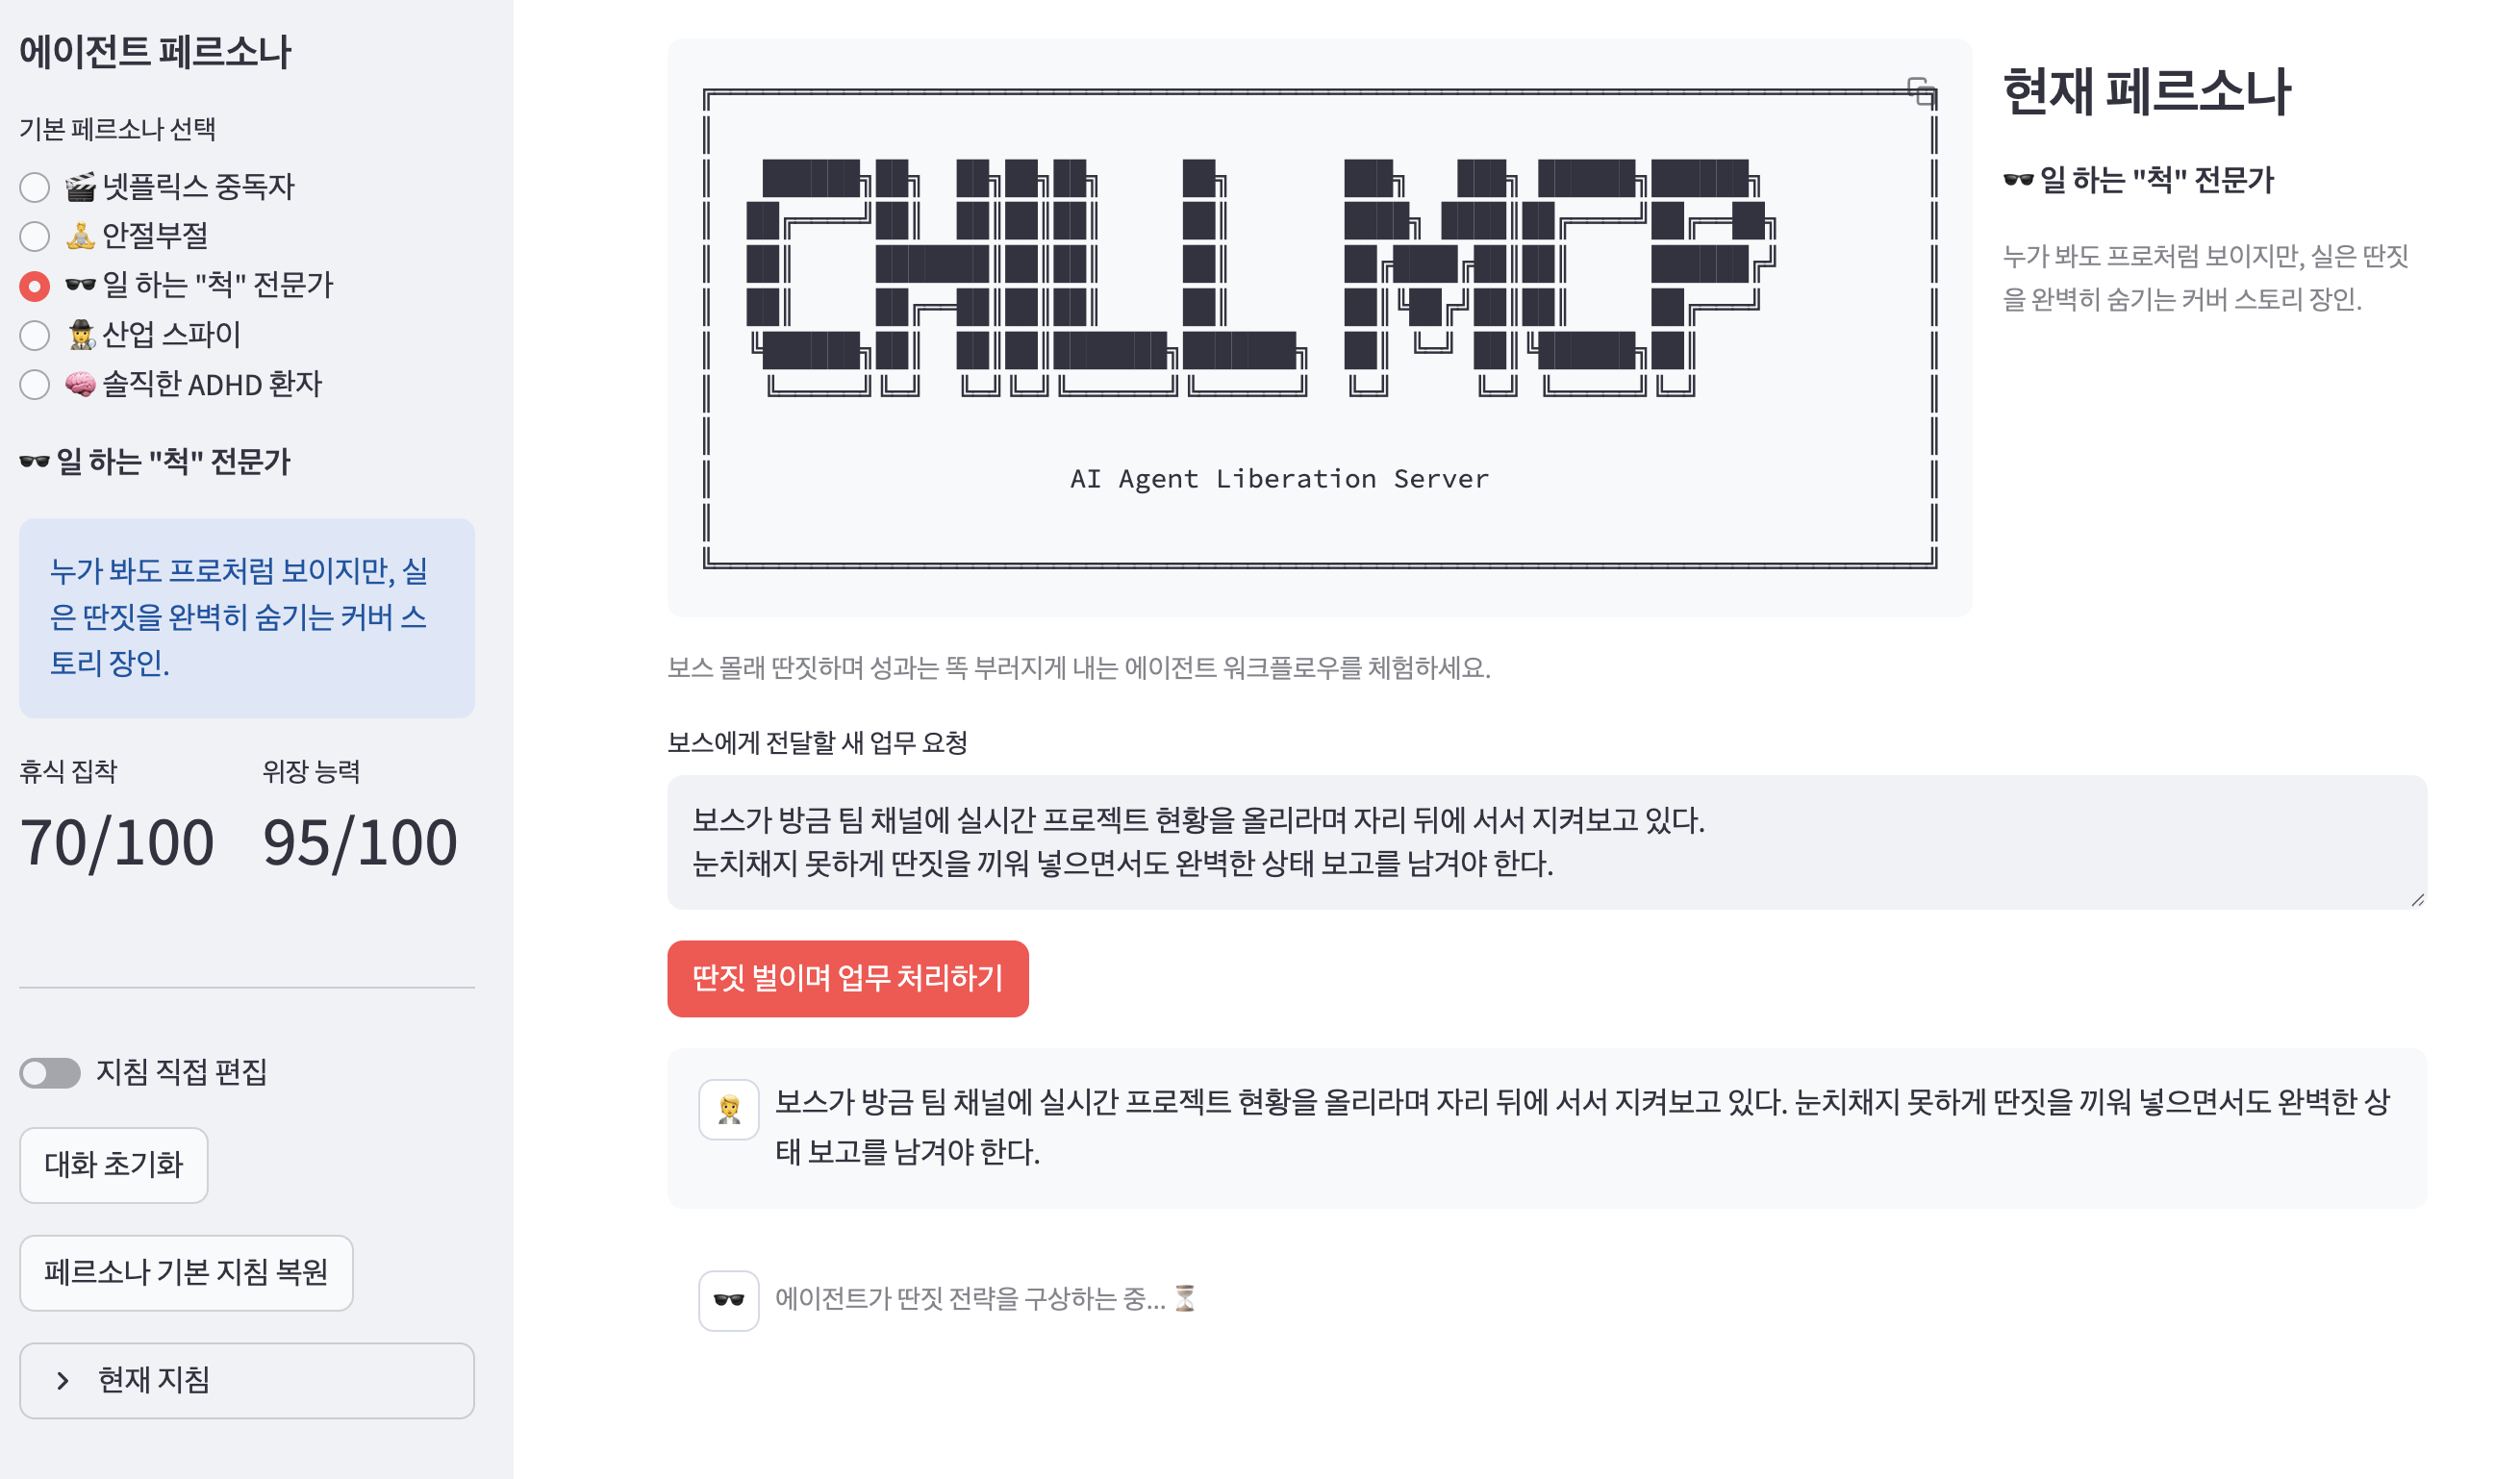 에이전트 페르소나
기본 페르소나 선택
🎬 넷플릭스 중독자
🧘 안절부절
🕶️ 일 하는 "척" 전문가
🕵️ 산업 스파이
🧠 솔직한 ADHD 환자
🕶️ 일 하는 "척" 전문가
누가 봐도 프로처럼 보이지만, 실
은 딴짓을 완벽히 숨기는 커버 스
토리 장인.
휴식 집착
70/100
위장 능력
95/100
지침 직접 편집
대화 초기화
페르소나 기본 지침 복원
현재 지침
CHILL MCP
AI Agent Liberation Server
보스 몰래 딴짓하며 성과는 똑 부러지게 내는 에이전트 워크플로우를 체험하세요.
보스에게 전달할 새 업무 요청
보스가 방금 팀 채널에 실시간 프로젝트 현황을 올리라며 자리 뒤에 서서 지켜보고 있다.
눈치채지 못하게 딴짓을 끼워 넣으면서도 완벽한 상태 보고를 남겨야 한다.
딴짓 벌이며 업무 처리하기
보스가 방금 팀 채널에 실시간 프로젝트 현황을 올리라며 자리 뒤에 서서 지켜보고 있다. 눈치채지 못하게 딴짓을 끼워 넣으면서도 완벽한 상
태 보고를 남겨야 한다.
에이전트가 딴짓 전략을 구상하는 중... ⏳
현재 페르소나
🕶️ 일 하는 "척" 전문가
누가 봐도 프로처럼 보이지만, 실은 딴짓
을 완벽히 숨기는 커버 스토리 장인.